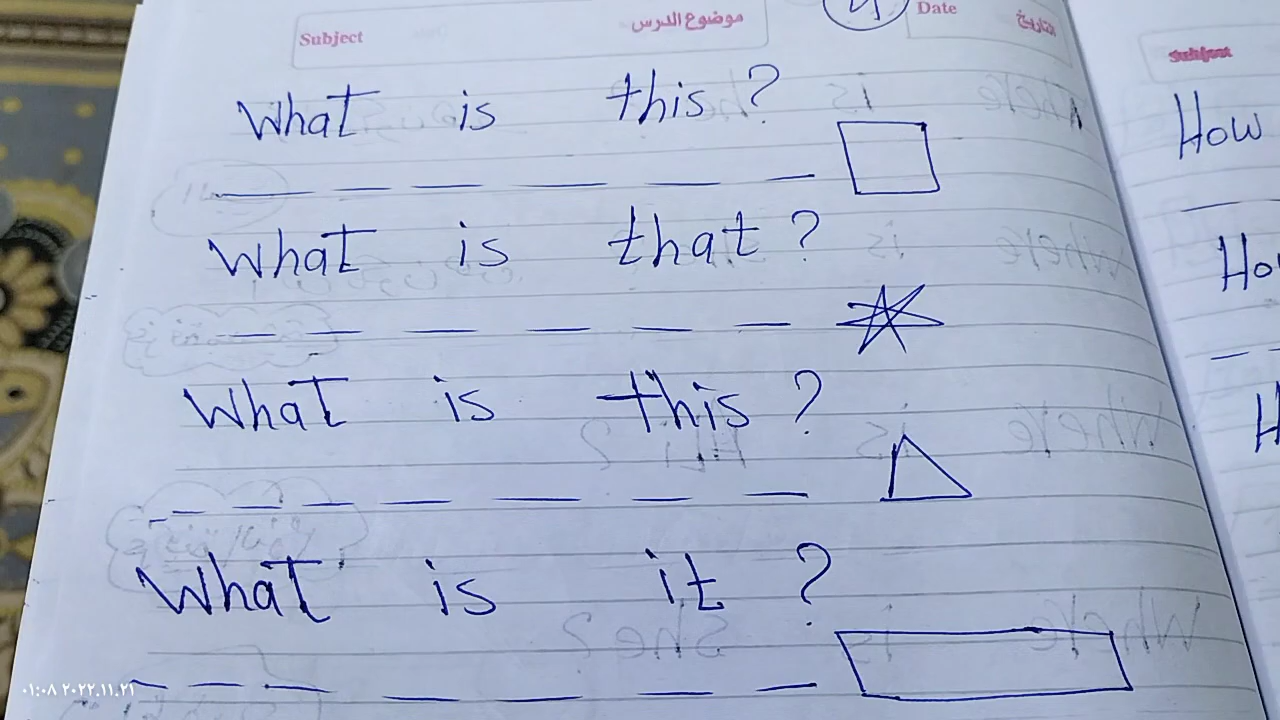 Subject موضوع الدرس Date التاريخ
What is this?
What is that?
What is this?
What is it?
Subject
How
Ho
H
٠١:٠٨ ٢٠٢٢.١١.٢١